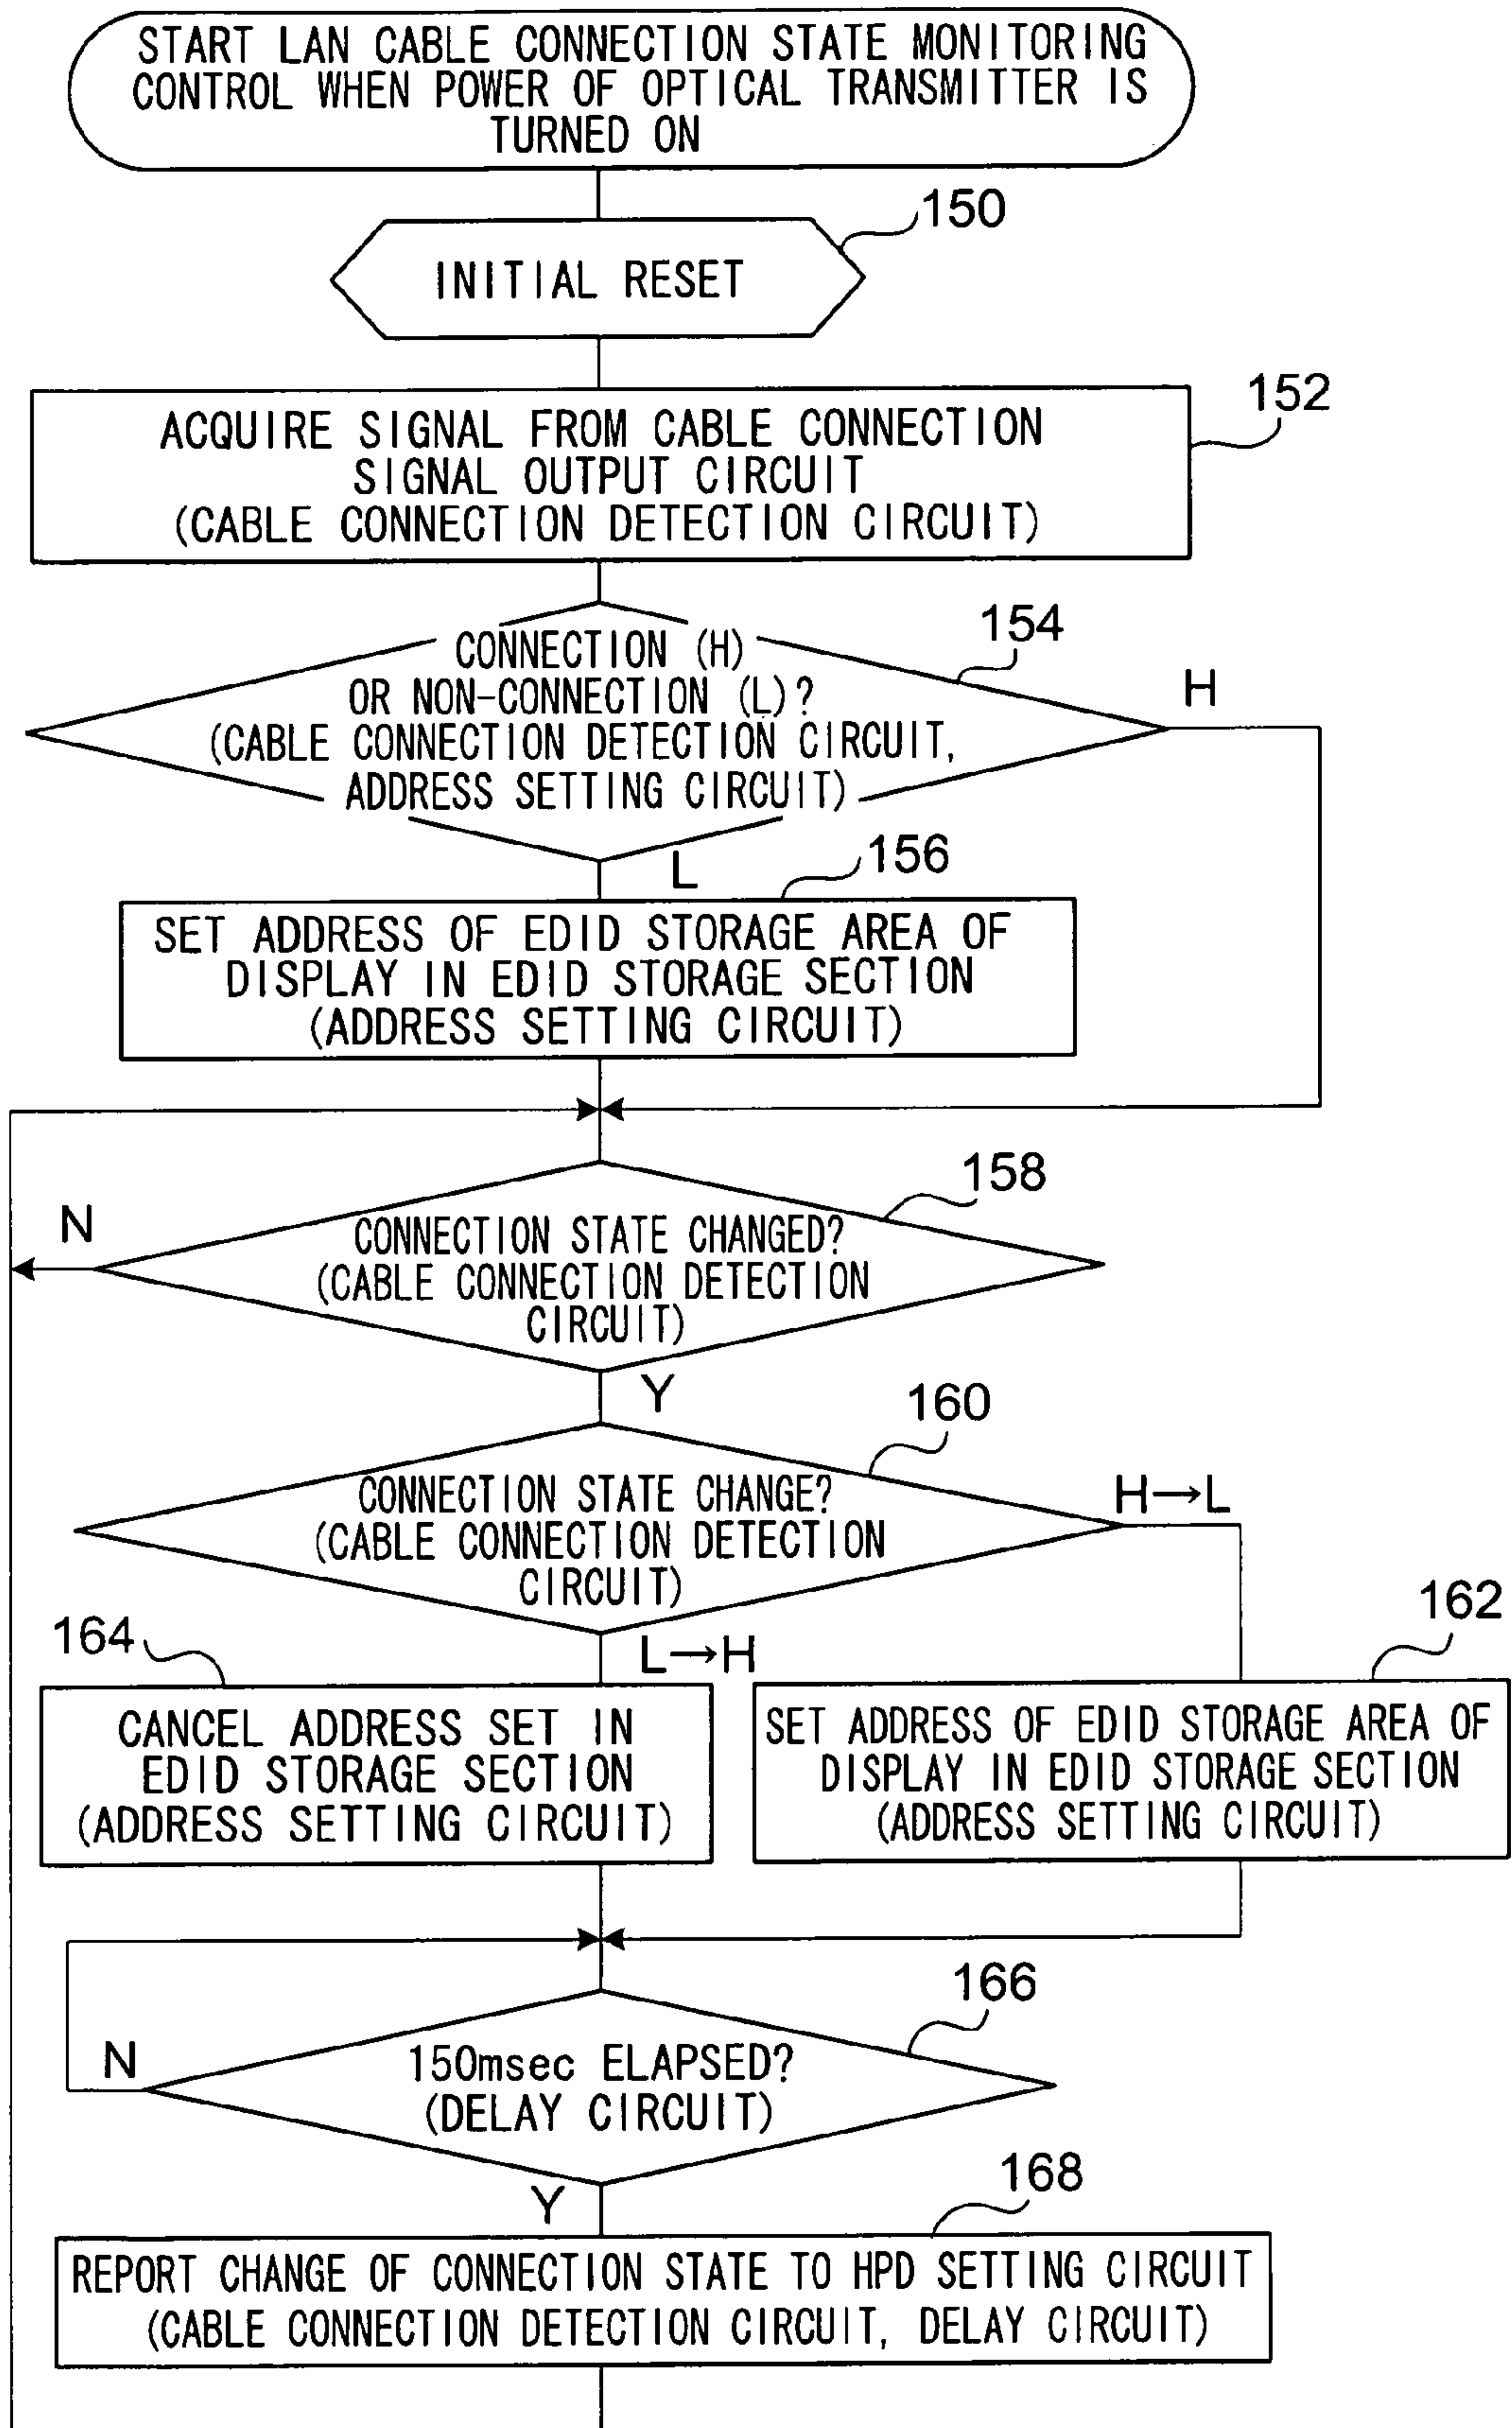 START LAN CABLE CONNECTION STATE MONITORING
CONTROL WHEN POWER OF OPTICAL TRANSMITTER IS
TURNED ON
150
INITIAL RESET
152
ACQUIRE SIGNAL FROM CABLE CONNECTION
SIGNAL OUTPUT CIRCUIT
(CABLE CONNECTION DETECTION CIRCUIT)
154
CONNECTION (H)
OR NON-CONNECTION (L)?
(CABLE CONNECTION DETECTION CIRCUIT,
ADDRESS SETTING CIRCUIT)
H
L
156
SET ADDRESS OF EDID STORAGE AREA OF
DISPLAY IN EDID STORAGE SECTION
(ADDRESS SETTING CIRCUIT)
158
N
CONNECTION STATE CHANGED?
(CABLE CONNECTION DETECTION
CIRCUIT)
Y
160
CONNECTION STATE CHANGE?
(CABLE CONNECTION DETECTION
CIRCUIT)
H→L
L→H
164
CANCEL ADDRESS SET IN
EDID STORAGE SECTION
(ADDRESS SETTING CIRCUIT)
162
SET ADDRESS OF EDID STORAGE AREA OF
DISPLAY IN EDID STORAGE SECTION
(ADDRESS SETTING CIRCUIT)
166
N
150msec ELAPSED?
(DELAY CIRCUIT)
Y
168
REPORT CHANGE OF CONNECTION STATE TO HPD SETTING CIRCUIT
(CABLE CONNECTION DETECTION CIRCUIT, DELAY CIRCUIT)